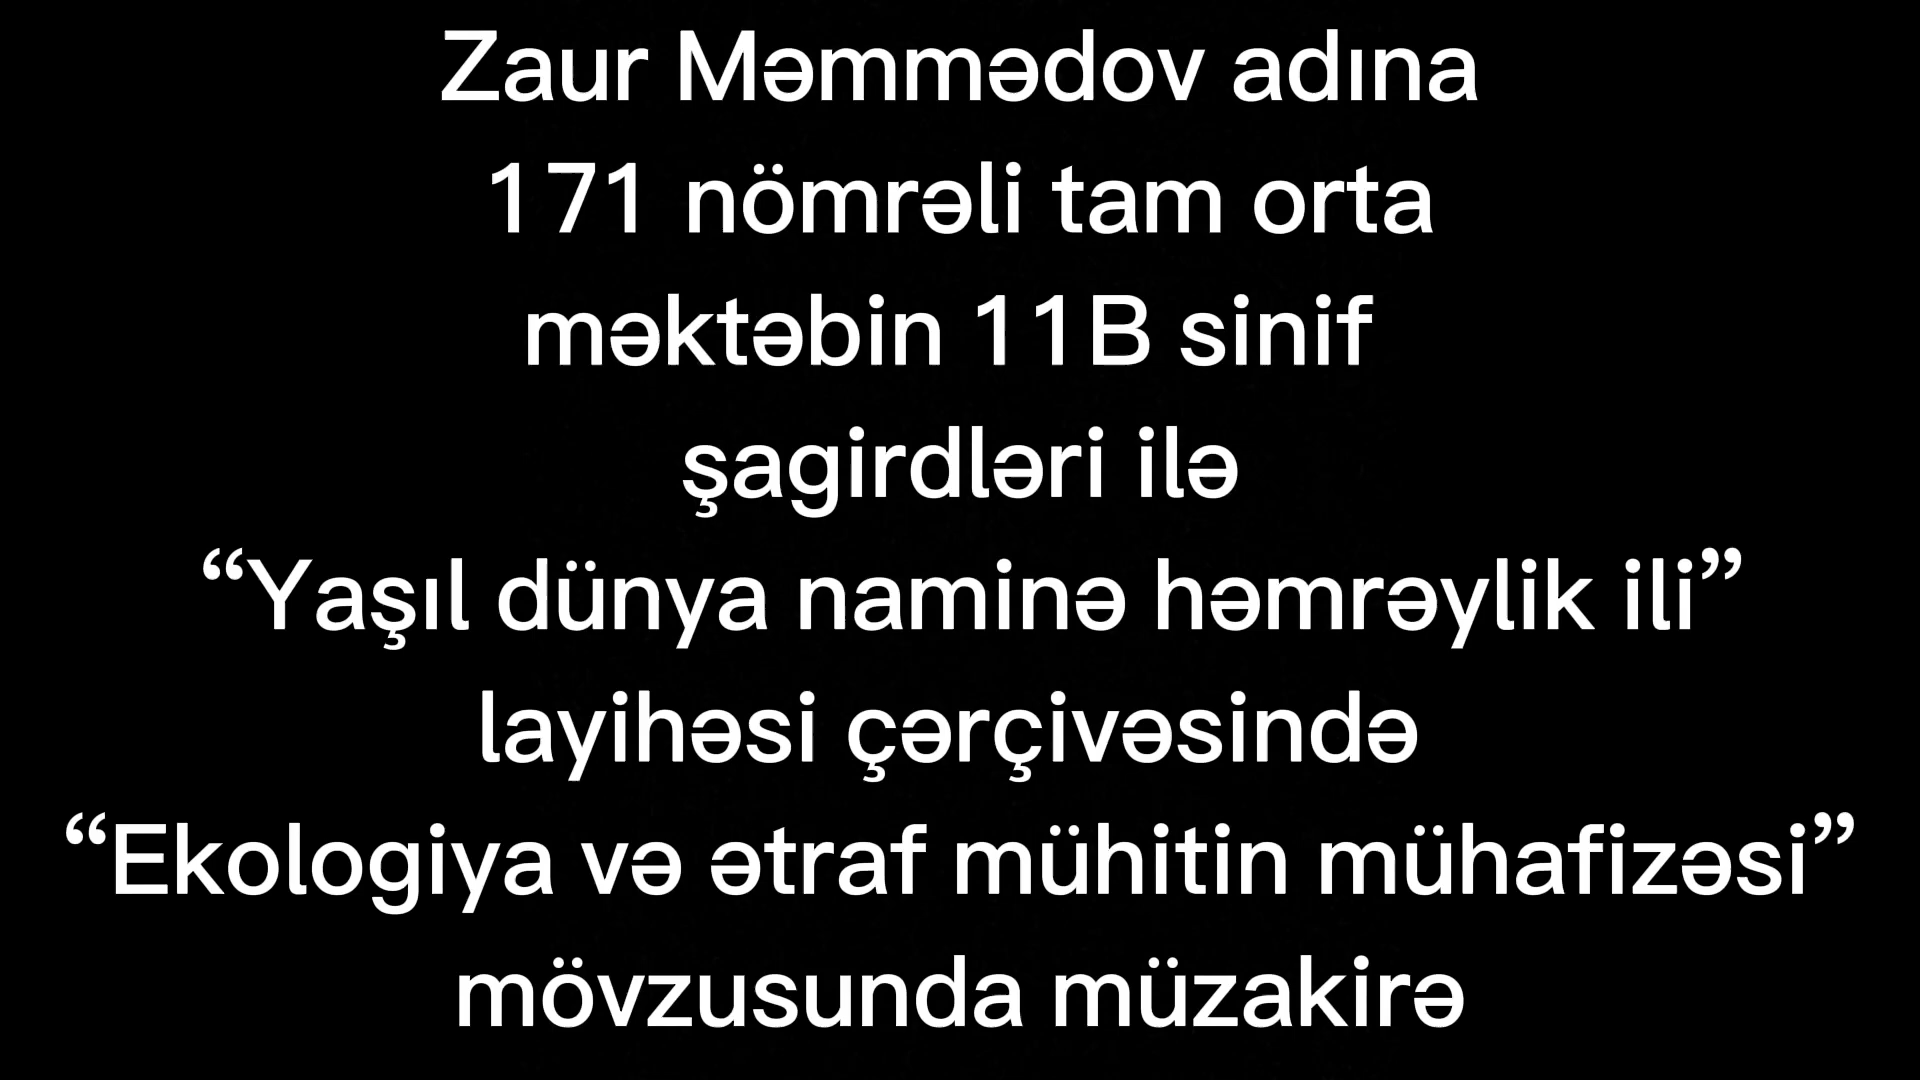 Zaur Məmmədov adına
171 nömrəli tam orta
məktəbin 11B sinif
şagirdləri ilə
“Yaşıl dünya naminə həmrəylik ili”
layihəsi çərçivəsində
“Ekologiya və ətraf mühitin mühafizəsi”
mövzusunda müzakirə